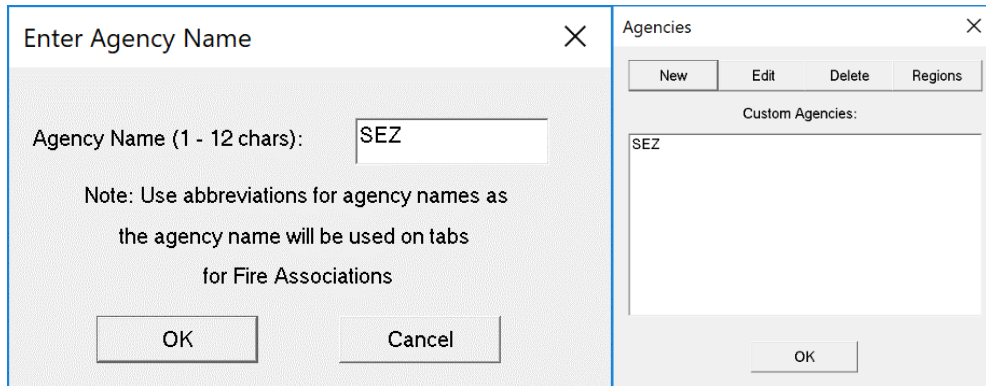 Enter Agency Name
Agency Name (1 - 12 chars):
SEZ
Note: Use abbreviations for agency names as
the agency name will be used on tabs
for Fire Associations
OK
Cancel
Agencies
New
Edit
Delete
Regions
Custom Agencies:
SEZ
OK